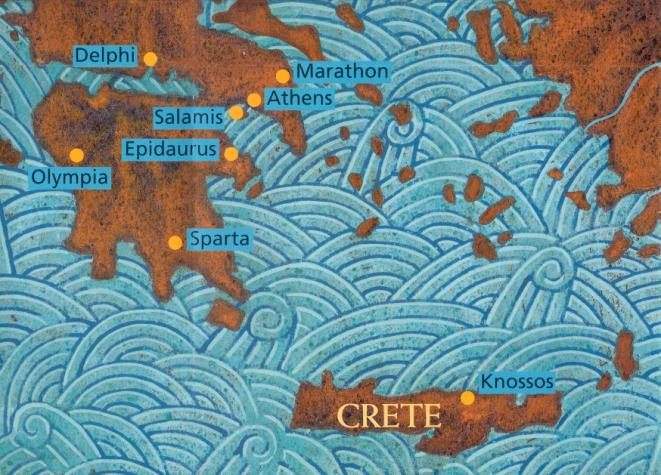 Delphi
Marathon
Athens
Salamis
Epidaurus
Olympia
Sparta
Knossos
CRETE